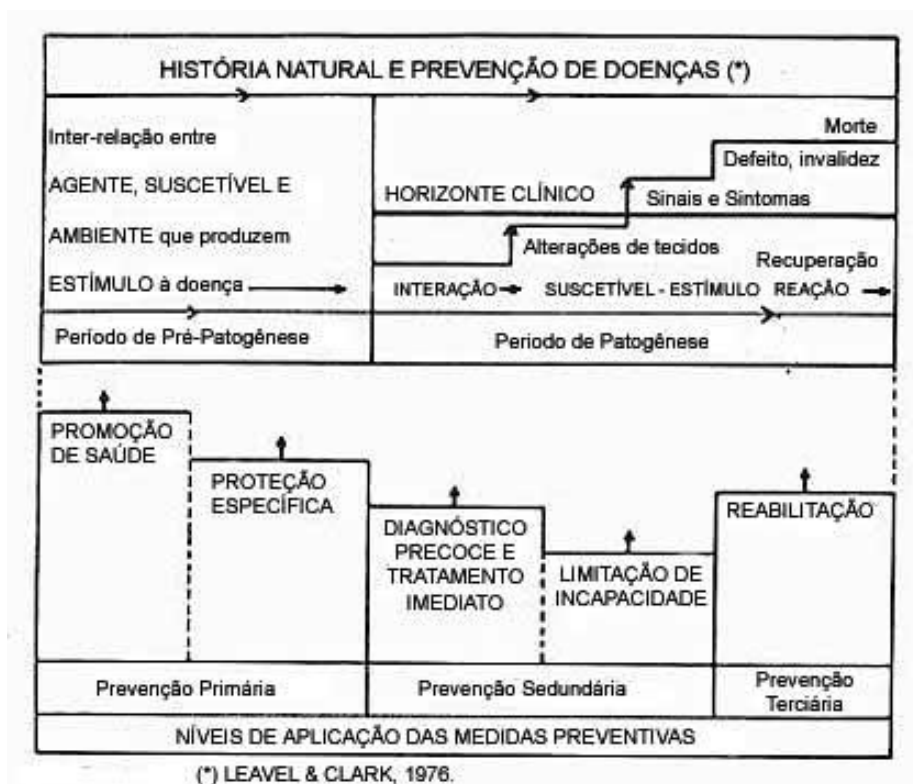 HISTÓRIA NATURAL E PREVENÇÃO DE DOENÇAS (*)
Inter-relação entre
AGENTE, SUSCETÍVEL E
AMBIENTE que produzem
ESTÍMULO à doença
Período de Pré-Patogênese
Morte
Defeito, invalidez
HORIZONTE CLÍNICO
Sinais e Sintomas
Alterações de tecidos
Recuperação
INTERAÇÃO
SUSCETÍVEL - ESTÍMULO REAÇÃO
Periodo de Patogênese
PROMOÇÃO
DE SAÚDE
PROTEÇÃO
ESPECÍFICA
DIAGNÓSTICO
PRECOCE E
TRATAMENTO
IMEDIATO
LIMITAÇÃO DE
INCAPACIDADE
REABILITAÇÃO
Prevenção Primária
Prevenção Sedundária
Prevenção
Terciária
NÍVEIS DE APLICAÇÃO DAS MEDIDAS PREVENTIVAS
(*) LEAVEL & CLARK, 1976.